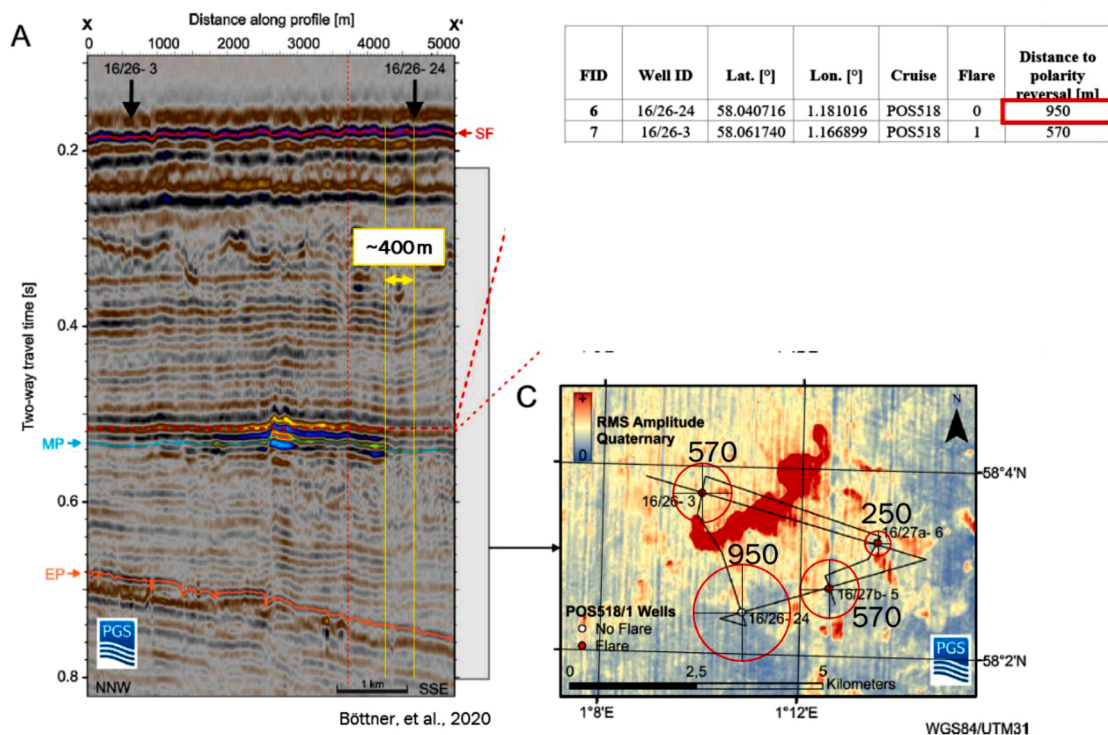 A
X
Distance along profile [m]
X'
0 1000 2000 3000 4000 5000
16/26- 3
16/26- 24
SF
0.2
~400 m
Two-way travel time [s]
0.4
MP
0.6
EP
PGS
0.8
NNW
1 km
SSE
Böttner, et al., 2020
FID Well ID Lat. [°] Lon. [°] Cruise Flare Distance to polarity reversal [m]
6 16/26-24 58.040716 1.181016 POS518 0 950
7 16/26-3 58.061740 1.166899 POS518 1 570
C
+
0
RMS Amplitude
Quaternary
N
570
58°4'N
16/26- 3
250
16/27a- 6
950
16/27b- 5
570
POS518/1 Wells
No Flare
Flare
16/26- 24
PGS
58°2'N
0 2,5 5
Kilometers
1°8'E
1°12'E
WGS84/UTM31